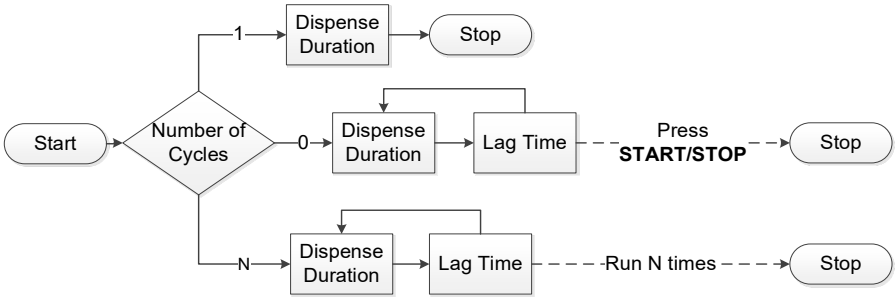 1
Dispense
Duration
Stop
Start
Number of
Cycles
0
Dispense
Duration
Lag Time
Press
START/STOP
Stop
N
Dispense
Duration
Lag Time
Run N times
Stop